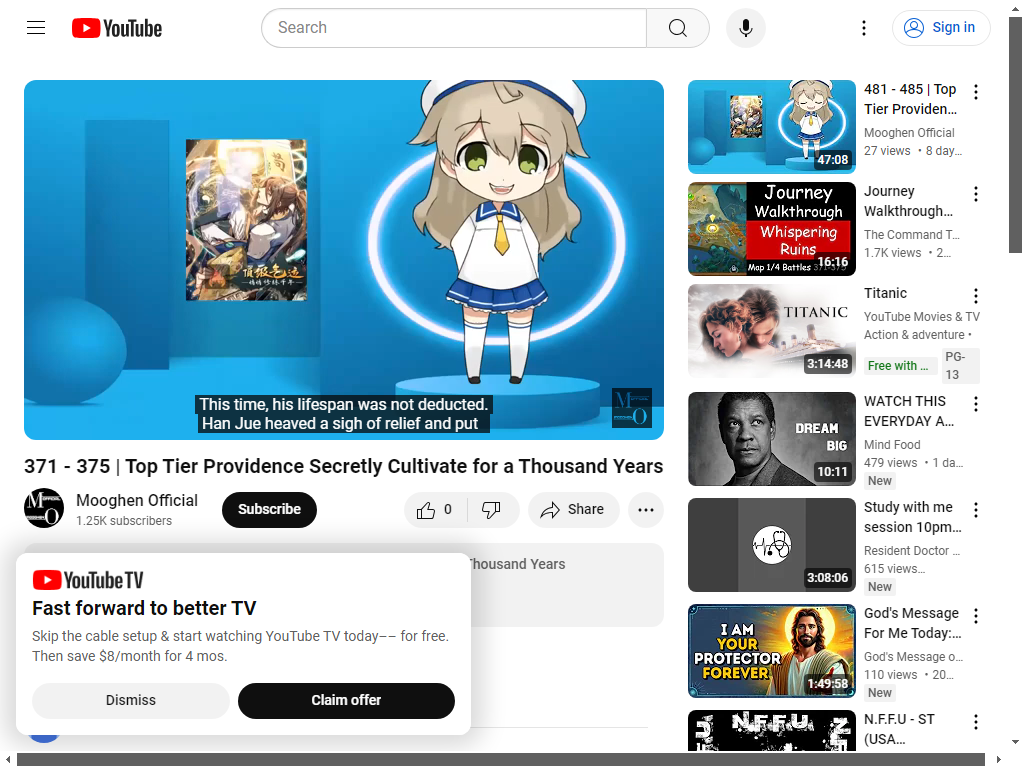 YouTube
Search
Sign in
This time, his lifespan was not deducted.
Han Jue heaved a sigh of relief and put
371 - 375 | Top Tier Providence Secretly Cultivate for a Thousand Years
Mooghen Official
1.25K subscribers
Subscribe
0
Share
Thousand Years
YouTube TV
Fast forward to better TV
Skip the cable setup & start watching YouTube TV today–– for free.
Then save $8/month for 4 mos.
Dismiss
Claim offer
47:08
481 - 485 | Top
Tier Providen…
Mooghen Official
27 views • 8 day…
Journey
Walkthrough
Whispering
Ruins
Map 1/4 Battles 371-375
16:16
Journey
Walkthrough…
The Command T…
1.7K views • 2…
TITANIC
3:14:48
Titanic
YouTube Movies & TV
Action & adventure •
Free with …
PG-
13
DREAM
BIG
10:11
WATCH THIS
EVERYDAY A…
Mind Food
479 views • 1 da…
New
3:08:06
Study with me
session 10pm…
Resident Doctor …
615 views…
New
I AM
YOUR
PROTECTOR
FOREVER
1:49:58
God's Message
For Me Today:…
God's Message o…
110 views • 20…
New
N.F.F.U
N.F.F.U - ST
(USA…